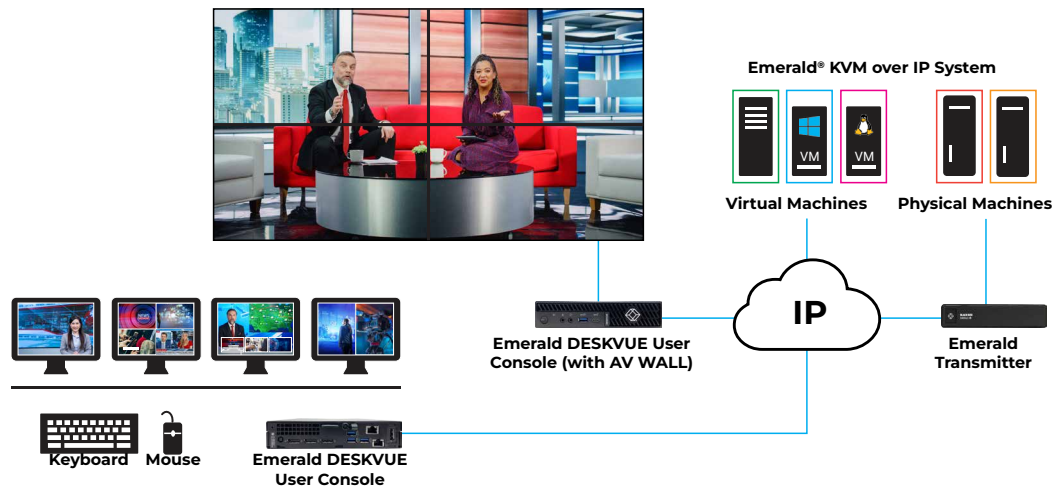 Emerald® KVM over IP System
VM
VM
Virtual Machines
Physical Machines
IP
Emerald DESKVUE User
Console (with AV WALL)
Emerald
Transmitter
NEWS
Keyboard
Mouse
Emerald DESKVUE
User Console